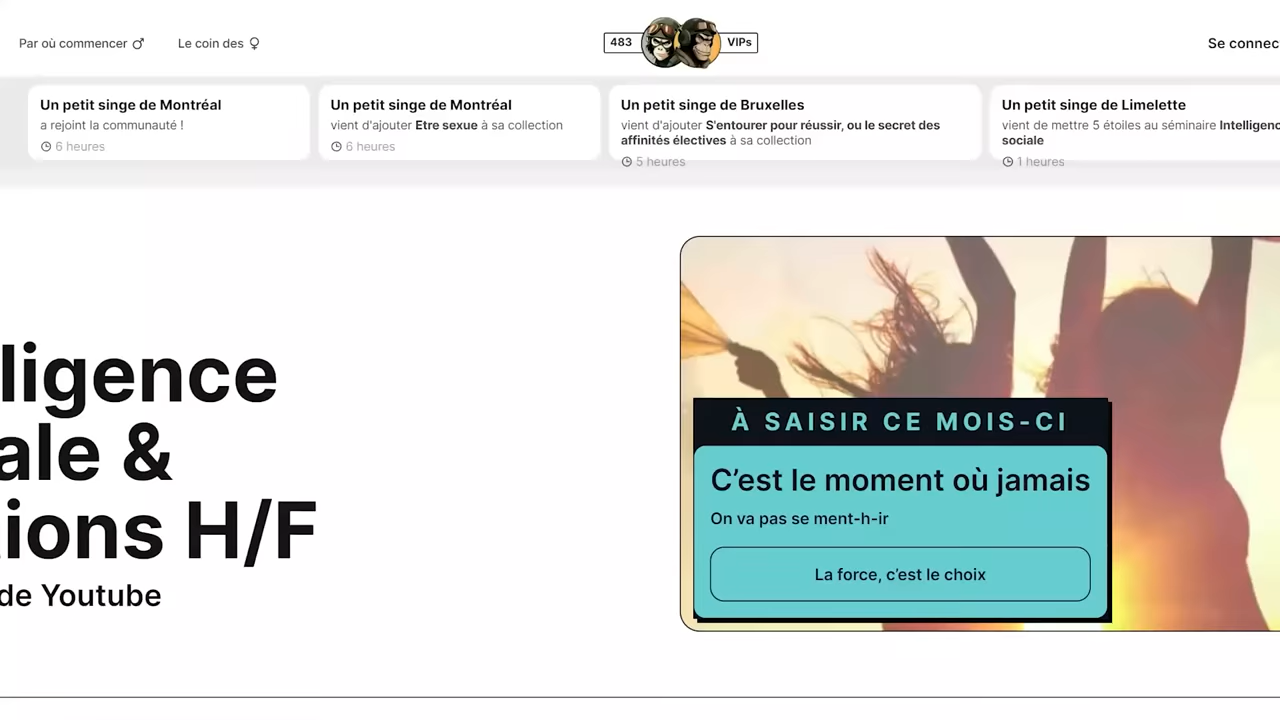 Par où commencer ♂
Le coin des ♀
483
VIPs
Se connec
Un petit singe de Montréal
a rejoint la communauté !
6 heures
Un petit singe de Montréal
vient d'ajouter Etre sexue à sa collection
6 heures
Un petit singe de Bruxelles
vient d'ajouter S'entourer pour réussir, ou le secret des
affinités électives à sa collection
5 heures
Un petit singe de Limelette
vient de mettre 5 étoiles au séminaire Intelligenc
sociale
1 heures
lligence
ale &
ions H/F
de Youtube
À SAISIR CE MOIS-CI
C’est le moment où jamais
On va pas se ment-h-ir
La force, c’est le choix